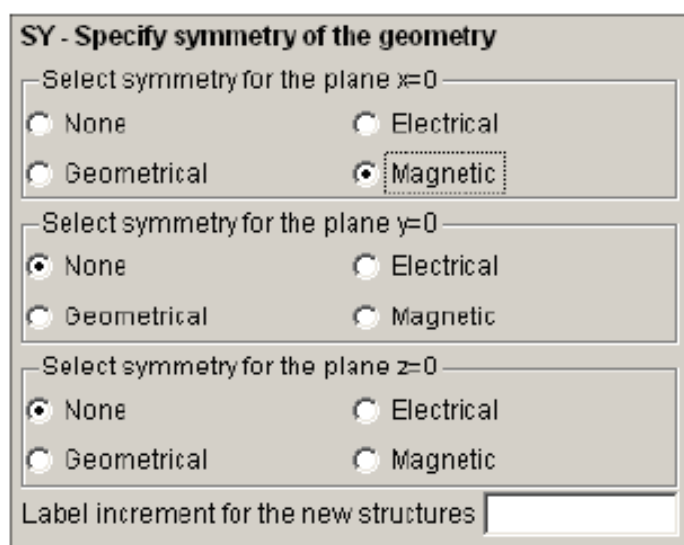 SY - Specify symmetry of the geometry
Select symmetry for the plane x=0
None Electrical
Geometrical Magnetic
Select symmetry for the plane y=0
None Electrical
Geometrical Magnetic
Select symmetry for the plane z=0
None Electrical
Geometrical Magnetic
Label increment for the new structures